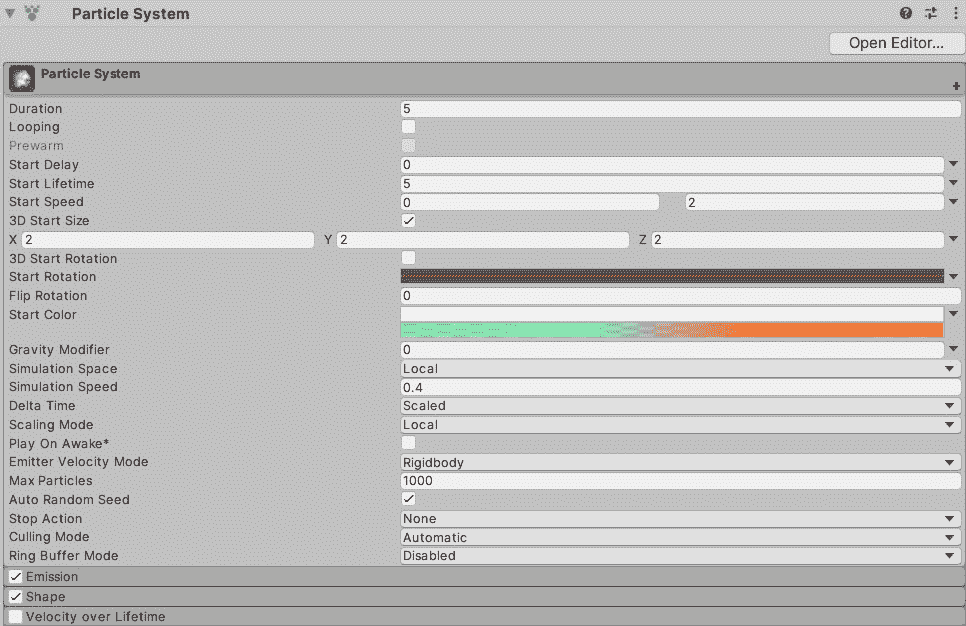 Particle System
Open Editor...
Particle System
Duration 5
Looping
Prewarm
Start Delay 0
Start Lifetime 5
Start Speed 0 2
3D Start Size
X 2 Y 2 Z 2
3D Start Rotation
Start Rotation
Flip Rotation 0
Start Color
Gravity Modifier 0
Simulation Space Local
Simulation Speed 0.4
Delta Time Scaled
Scaling Mode Local
Play On Awake*
Emitter Velocity Mode Rigidbody
Max Particles 1000
Auto Random Seed
Stop Action None
Culling Mode Automatic
Ring Buffer Mode Disabled
Emission
Shape
Velocity over Lifetime